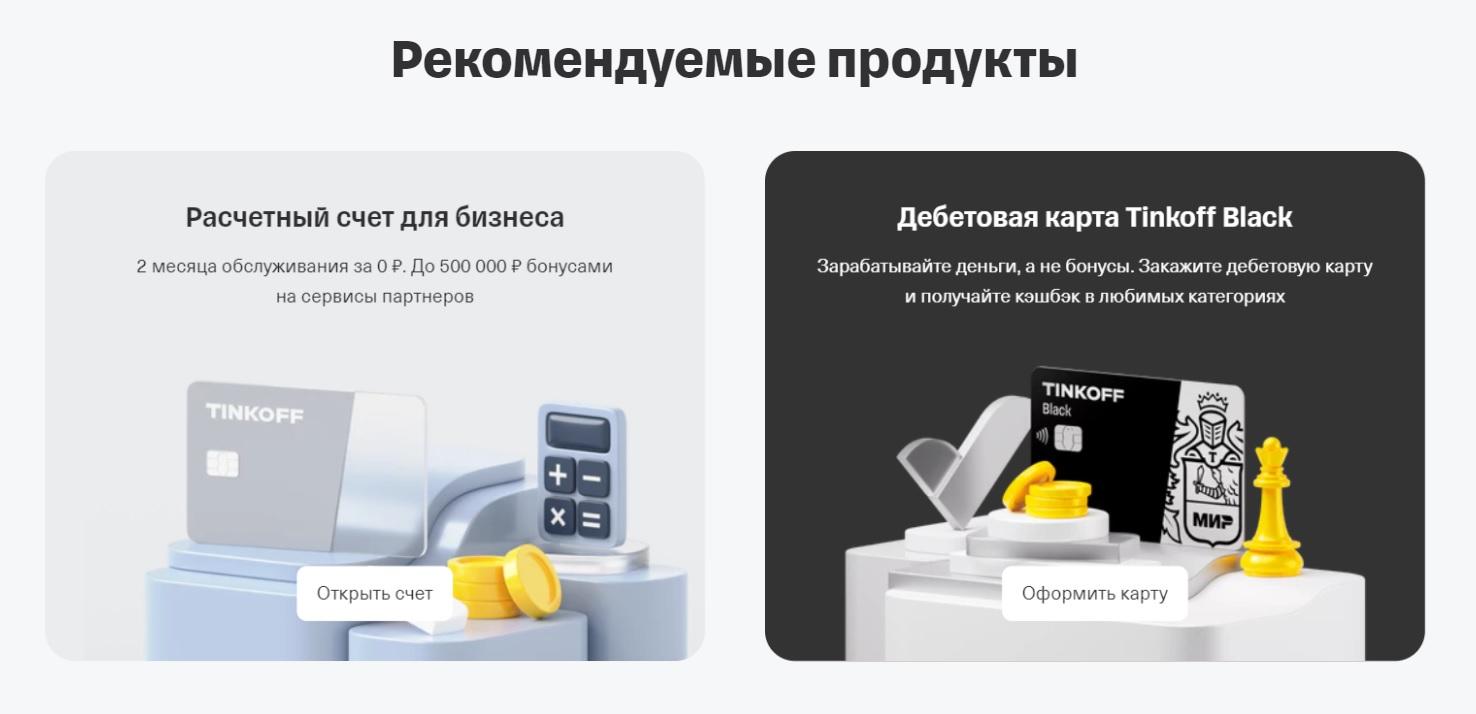 Рекомендуемые продукты
Расчетный счет для бизнеса
2 месяца обслуживания за 0 ₽. До 500 000 ₽ бонусами
на сервисы партнеров
TINKOFF
Открыть счет
Дебетовая карта Tinkoff Black
Зарабатывайте деньги, а не бонусы. Закажите дебетовую карту
и получайте кэшбэк в любимых категориях
TINKOFF
Black
Т
МИР
Оформить карту